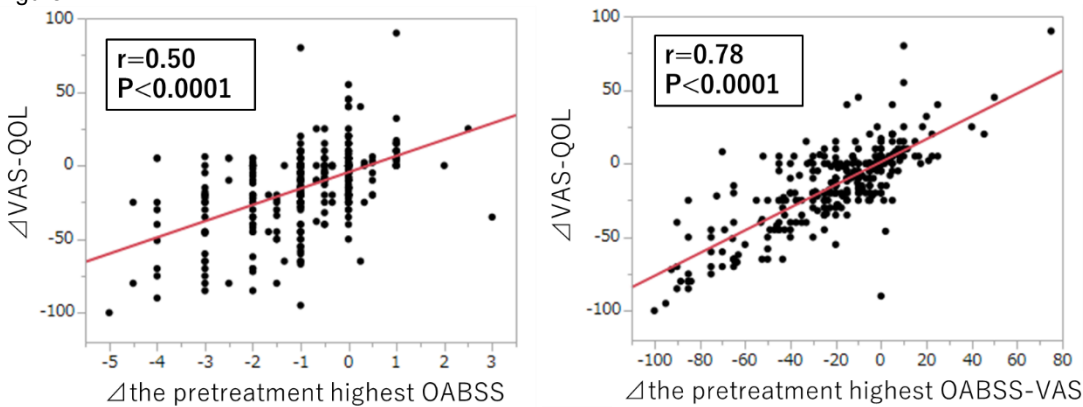 r=0.50
P<0.0001
⊿VAS-QOL
100
50
0
-50
-100
-5 -4 -3 -2 -1 0 1 2 3
⊿the pretreatment highest OABSS
r=0.78
P<0.0001
⊿VAS-QOL
100
50
0
-50
-100
-100 -80 -60 -40 -20 0 20 40 60 80
⊿the pretreatment highest OABSS-VAS